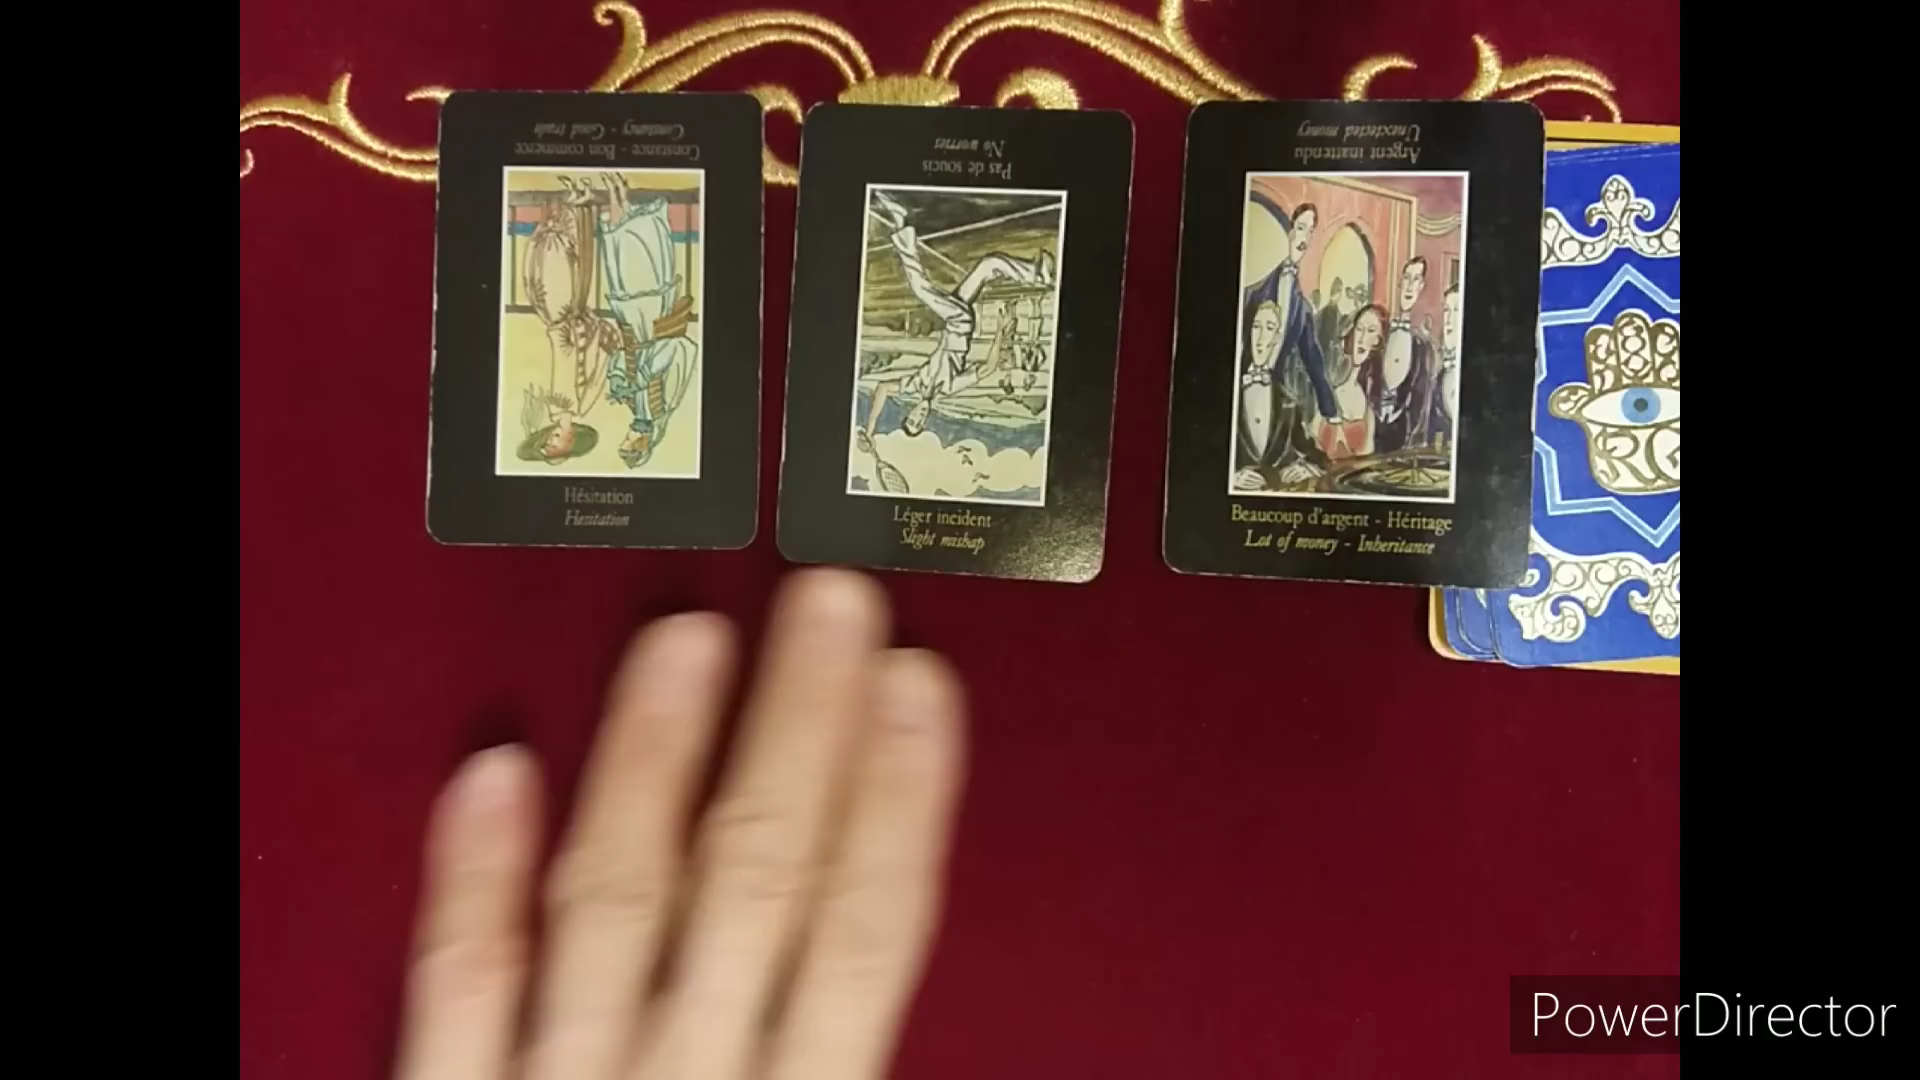 Constance - Bon commerce
Constancy - Good trade
Hésitation
Hesitation
Pas de soucis
No worries
Léger incident
Slight mishap
Argent inattendu
Unexpected money
Beaucoup d'argent - Héritage
Lot of money - Inheritance
RG
PowerDirector